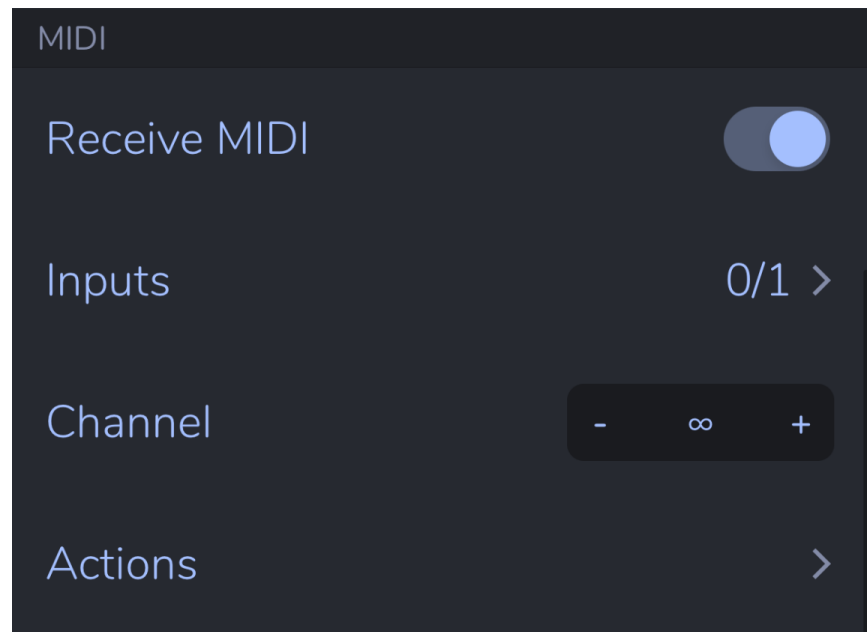 MIDI
Receive MIDI
Inputs 0/1 >
Channel - ∞ +
Actions >